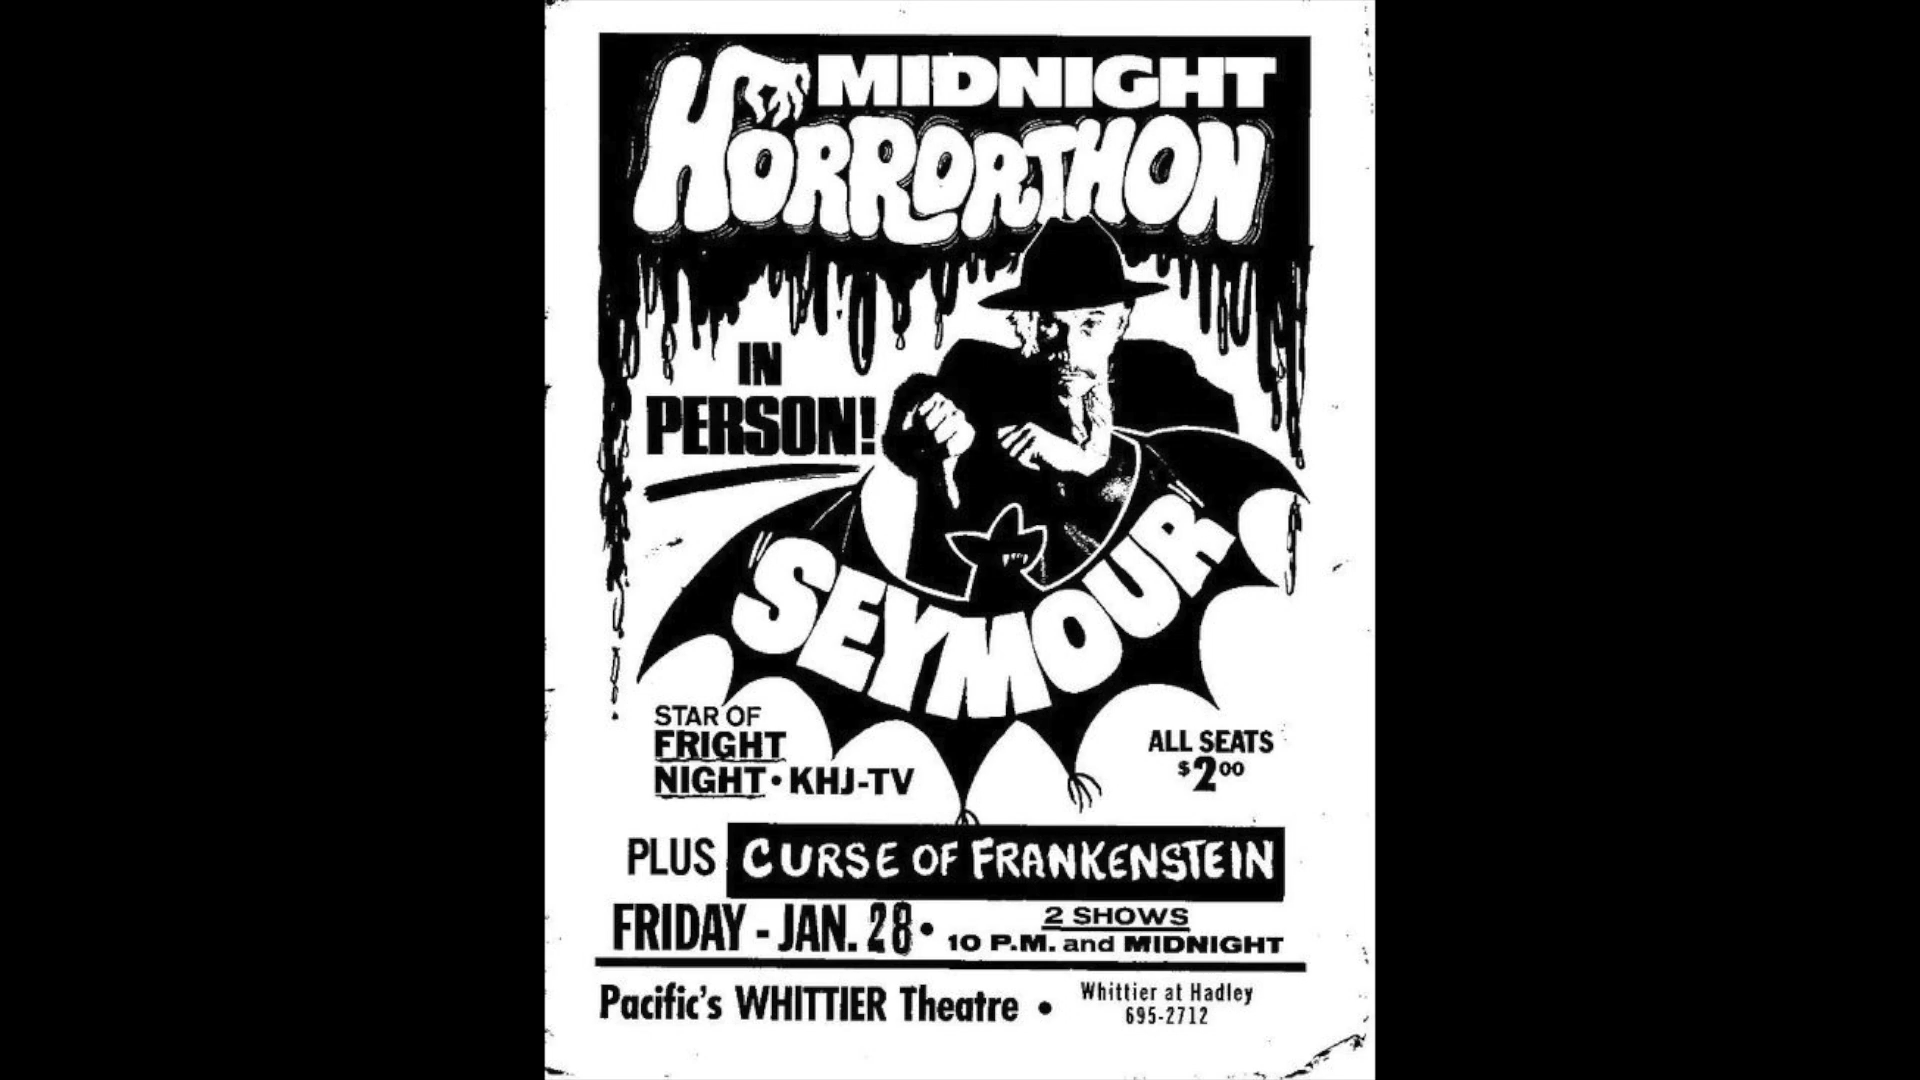 MIDNIGHT
HORRORTHON
IN
PERSON!
SEYMOUR
STAR OF
FRIGHT
NIGHT • KHJ-TV
ALL SEATS
$2.00
PLUS CURSE OF FRANKENSTEIN
FRIDAY - JAN. 28 •
2 SHOWS
10 P.M. and MIDNIGHT
Pacific's WHITTIER Theatre •
Whittier at Hadley
695-2712